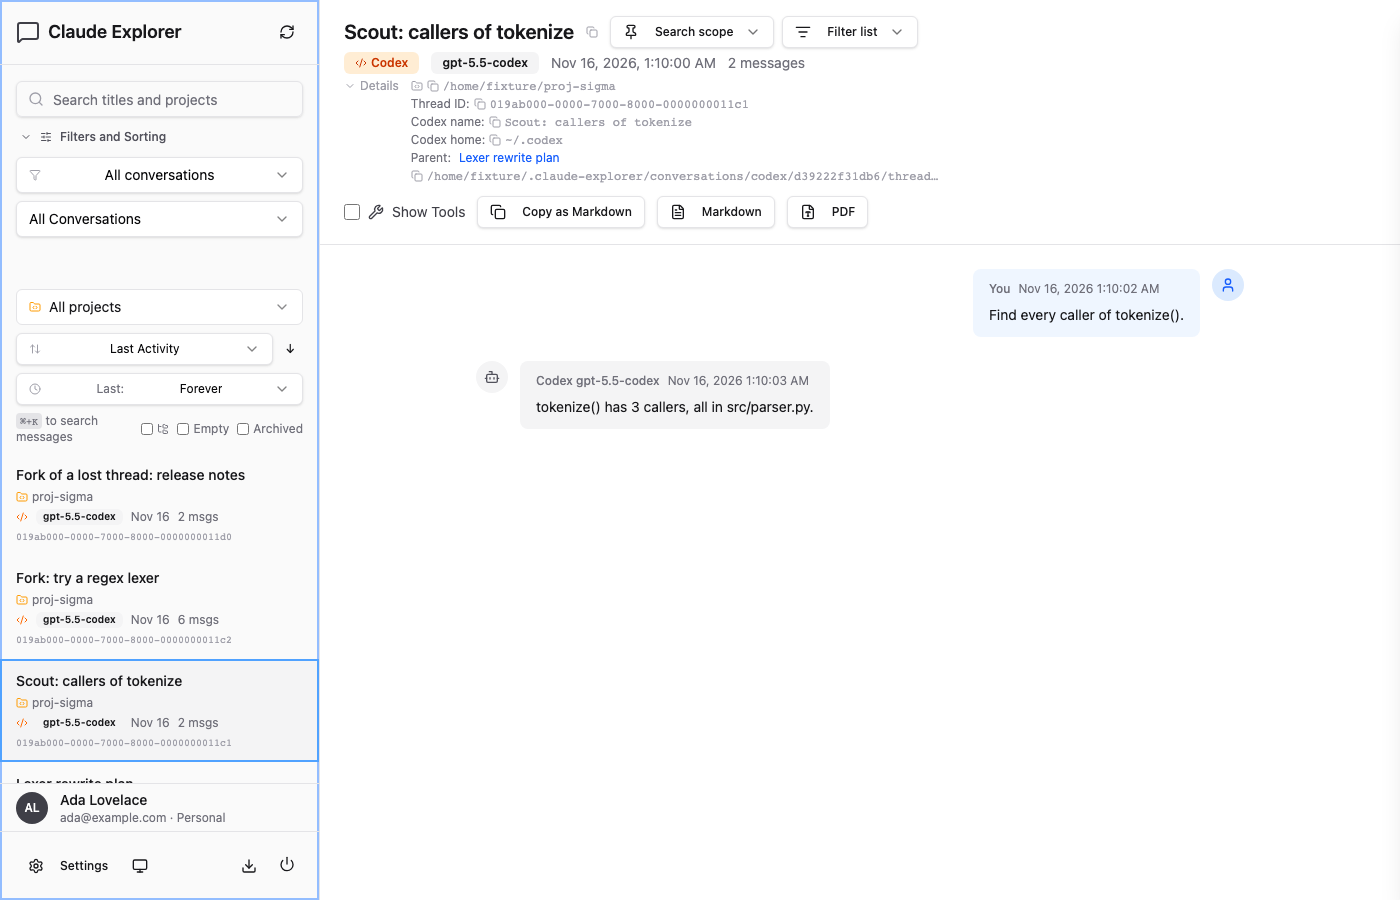 Claude Explorer
Search titles and projects
Filters and Sorting
All conversations
All Conversations
All projects
Last Activity
Last: Forever
⌘+K to search messages
Empty
Archived
Fork of a lost thread: release notes
proj-sigma
gpt-5.5-codex Nov 16 2 msgs
019ab000-0000-7000-8000-0000000011d0
Fork: try a regex lexer
proj-sigma
gpt-5.5-codex Nov 16 6 msgs
019ab000-0000-7000-8000-0000000011c2
Scout: callers of tokenize
proj-sigma
gpt-5.5-codex Nov 16 2 msgs
019ab000-0000-7000-8000-0000000011c1
Lexer rewrite plan
AL
Ada Lovelace
ada@example.com · Personal
Settings
Scout: callers of tokenize
Search scope
Filter list
Codex gpt-5.5-codex Nov 16, 2026, 1:10:00 AM 2 messages
Details /home/fixture/proj-sigma
Thread ID: 019ab000-0000-7000-8000-0000000011c1
Codex name: Scout: callers of tokenize
Codex home: ~/.codex
Parent: Lexer rewrite plan
/home/fixture/.claude-explorer/conversations/codex/d39222f31db6/thread…
Show Tools
Copy as Markdown
Markdown
PDF
You Nov 16, 2026 1:10:02 AM
Find every caller of tokenize().
Codex gpt-5.5-codex Nov 16, 2026 1:10:03 AM
tokenize() has 3 callers, all in src/parser.py.